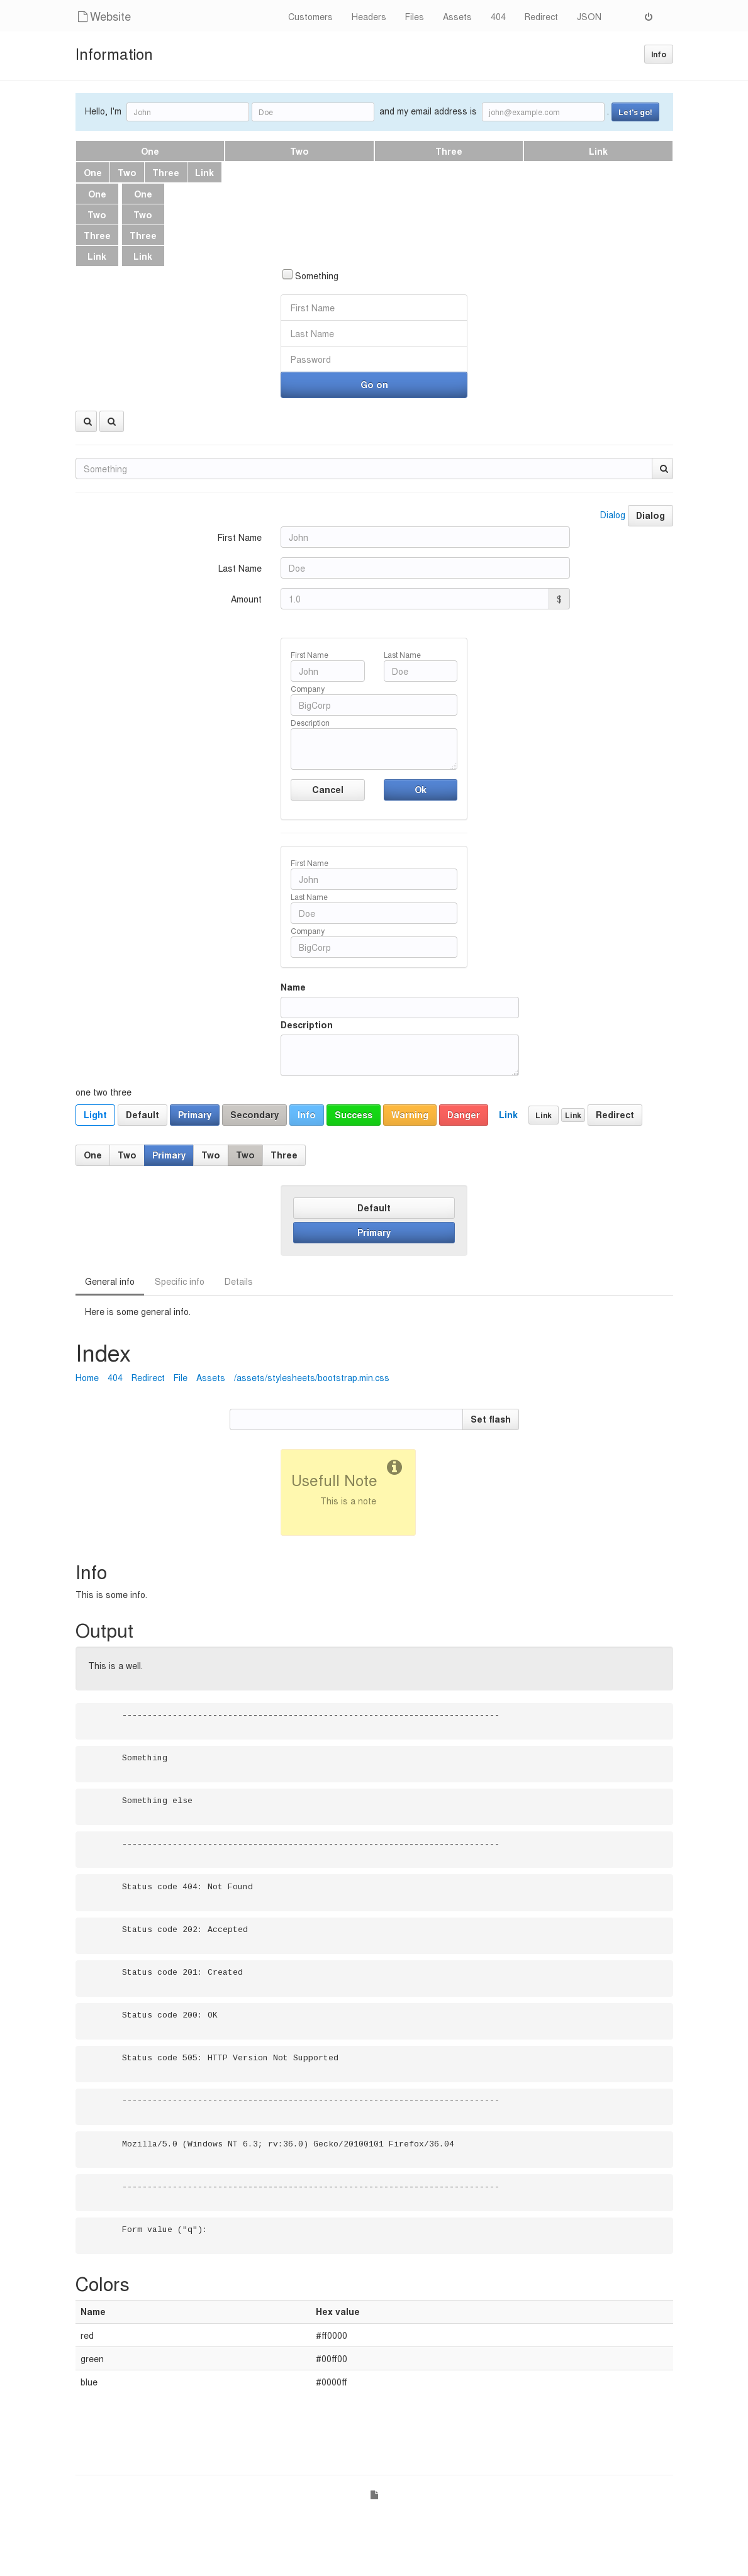 Website Customers Headers Files Assets 404 Redirect JSON
Information Info
Hello, I'm John Doe and my email address is john@example.com . Let's go!
One Two Three Link
One Two Three Link
One One
Two Two
Three Three
Link Link
Something
First Name
Last Name
Password
Go on
Something
Dialog Dialog
First Name John
Last Name Doe
Amount 1.0 $
First Name Last Name
John Doe
Company
BigCorp
Description
Cancel Ok
First Name
John
Last Name
Doe
Company
BigCorp
Name
Description
one two three
Light Default Primary Secondary Info Success Warning Danger Link Link Link Redirect
One Two Primary Two Two Three
Default
Primary
General info Specific info Details
Here is some general info.
Index
Home 404 Redirect File Assets /assets/stylesheets/bootstrap.min.css
Set flash
Usefull Note
This is a note
Info
This is some info.
Output
This is a well.
---------------------------------------------------------------------------
Something
Something else
---------------------------------------------------------------------------
Status code 404: Not Found
Status code 202: Accepted
Status code 201: Created
Status code 200: OK
Status code 505: HTTP Version Not Supported
---------------------------------------------------------------------------
Mozilla/5.0 (Windows NT 6.3; rv:36.0) Gecko/20100101 Firefox/36.04
---------------------------------------------------------------------------
Form value ("q"):
Colors
Name Hex value
red #ff0000
green #00ff00
blue #0000ff